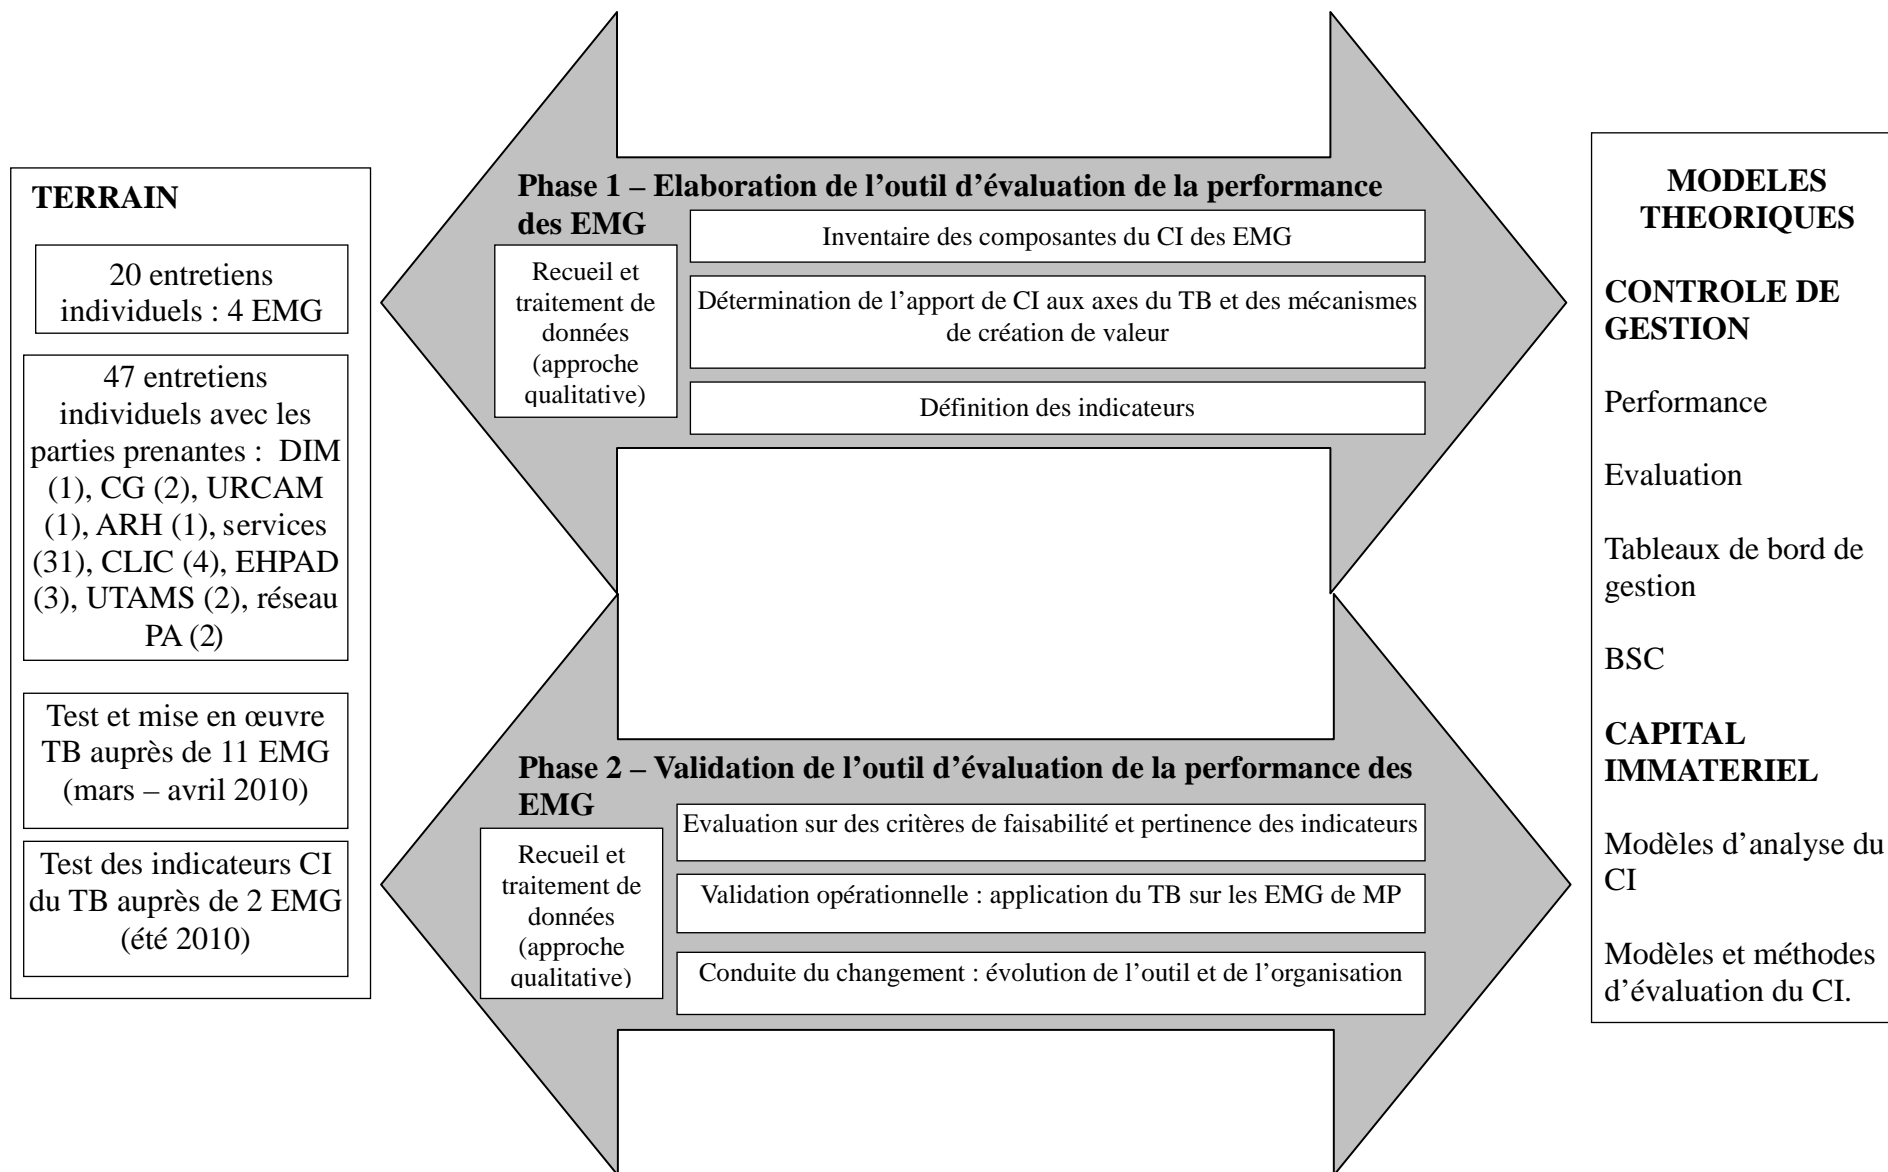 TERRAIN
20 entretiens
individuels : 4 EMG
47 entretiens
individuels avec les
parties prenantes : DIM
(1), CG (2), URCAM
(1), ARH (1), services
(31), CLIC (4), EHPAD
(3), UTAMS (2), réseau
PA (2)
Test et mise en œuvre
TB auprès de 11 EMG
(mars – avril 2010)
Test des indicateurs CI
du TB auprès de 2 EMG
(été 2010)
Phase 1 – Elaboration de l’outil d’évaluation de la performance
des EMG
Recueil et
traitement de
données
(approche
qualitative)
Inventaire des composantes du CI des EMG
Détermination de l’apport de CI aux axes du TB et des mécanismes
de création de valeur
Définition des indicateurs
Phase 2 – Validation de l’outil d’évaluation de la performance des
EMG
Recueil et
traitement de
données
(approche
qualitative)
Evaluation sur des critères de faisabilité et pertinence des indicateurs
Validation opérationnelle : application du TB sur les EMG de MP
Conduite du changement : évolution de l’outil et de l’organisation
MODELES
THEORIQUES
CONTROLE DE
GESTION
Performance
Evaluation
Tableaux de bord de
gestion
BSC
CAPITAL
IMMATERIEL
Modèles d’analyse du
CI
Modèles et méthodes
d’évaluation du CI.